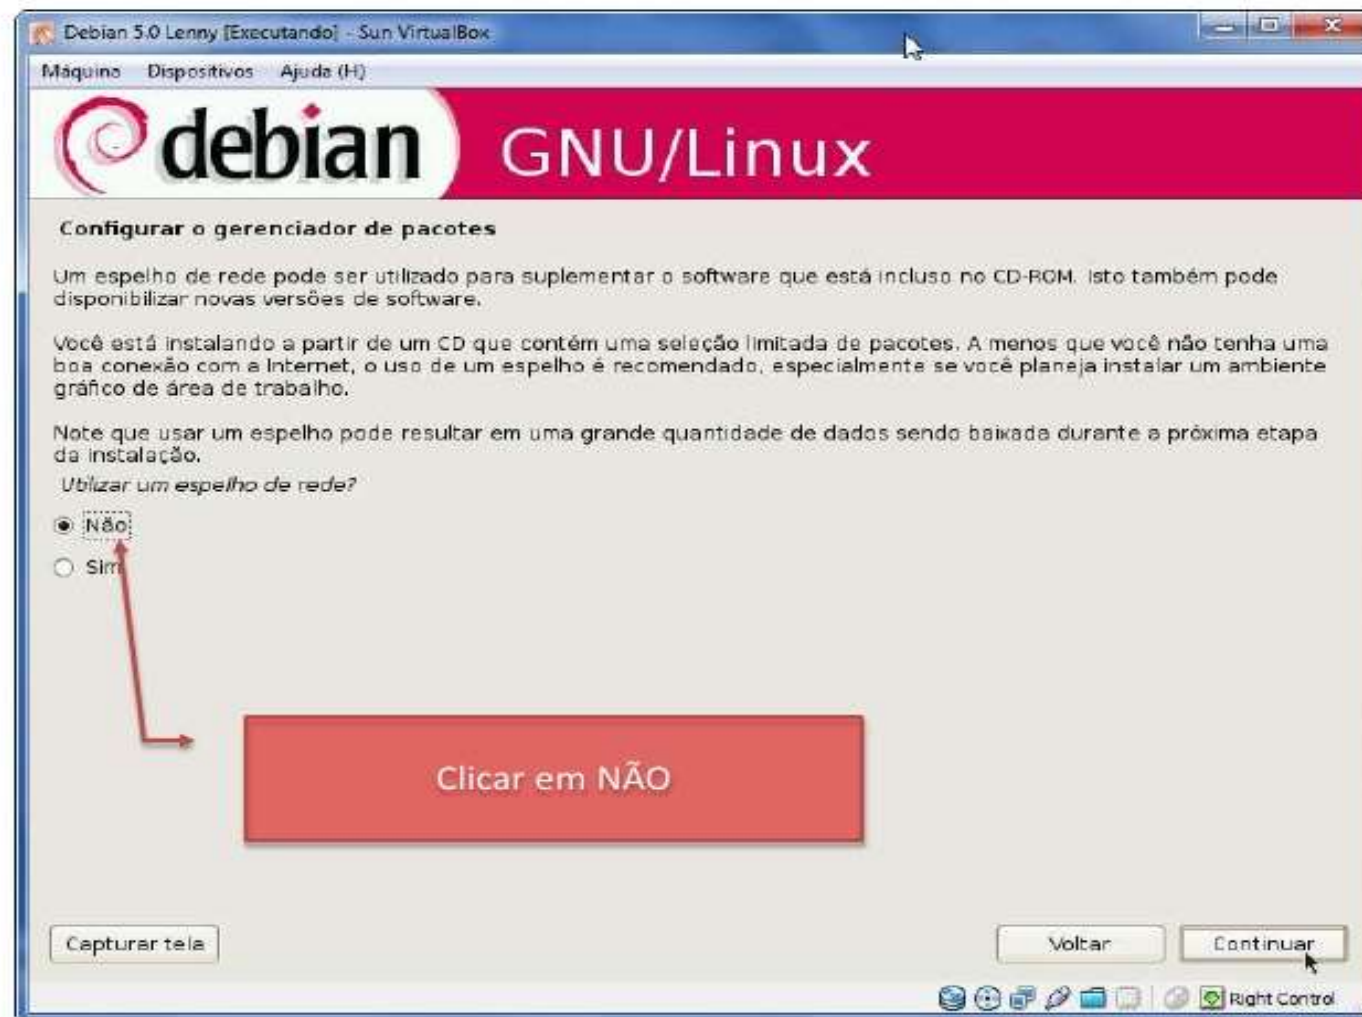 Debian 5.0 Lenny [Executando] - Sun VirtualBox
Máquina Dispositivos Ajuda (H)
debian GNU/Linux
Configurar o gerenciador de pacotes
Um espelho de rede pode ser utilizado para suplementar o software que está incluso no CD-ROM. Isto também pode
disponibilizar novas versões de software.
Você está instalando a partir de um CD que contém uma seleção limitada de pacotes. A menos que você não tenha uma
boa conexão com a Internet, o uso de um espelho é recomendado, especialmente se você planeja instalar um ambiente
gráfico de área de trabalho.
Note que usar um espelho pode resultar em uma grande quantidade de dados sendo baixada durante a próxima etapa
da instalação.
Utilizar um espelho de rede?
Não
Sim
Clicar em NÃO
Capturar tela
Voltar
Continuar
Right Control